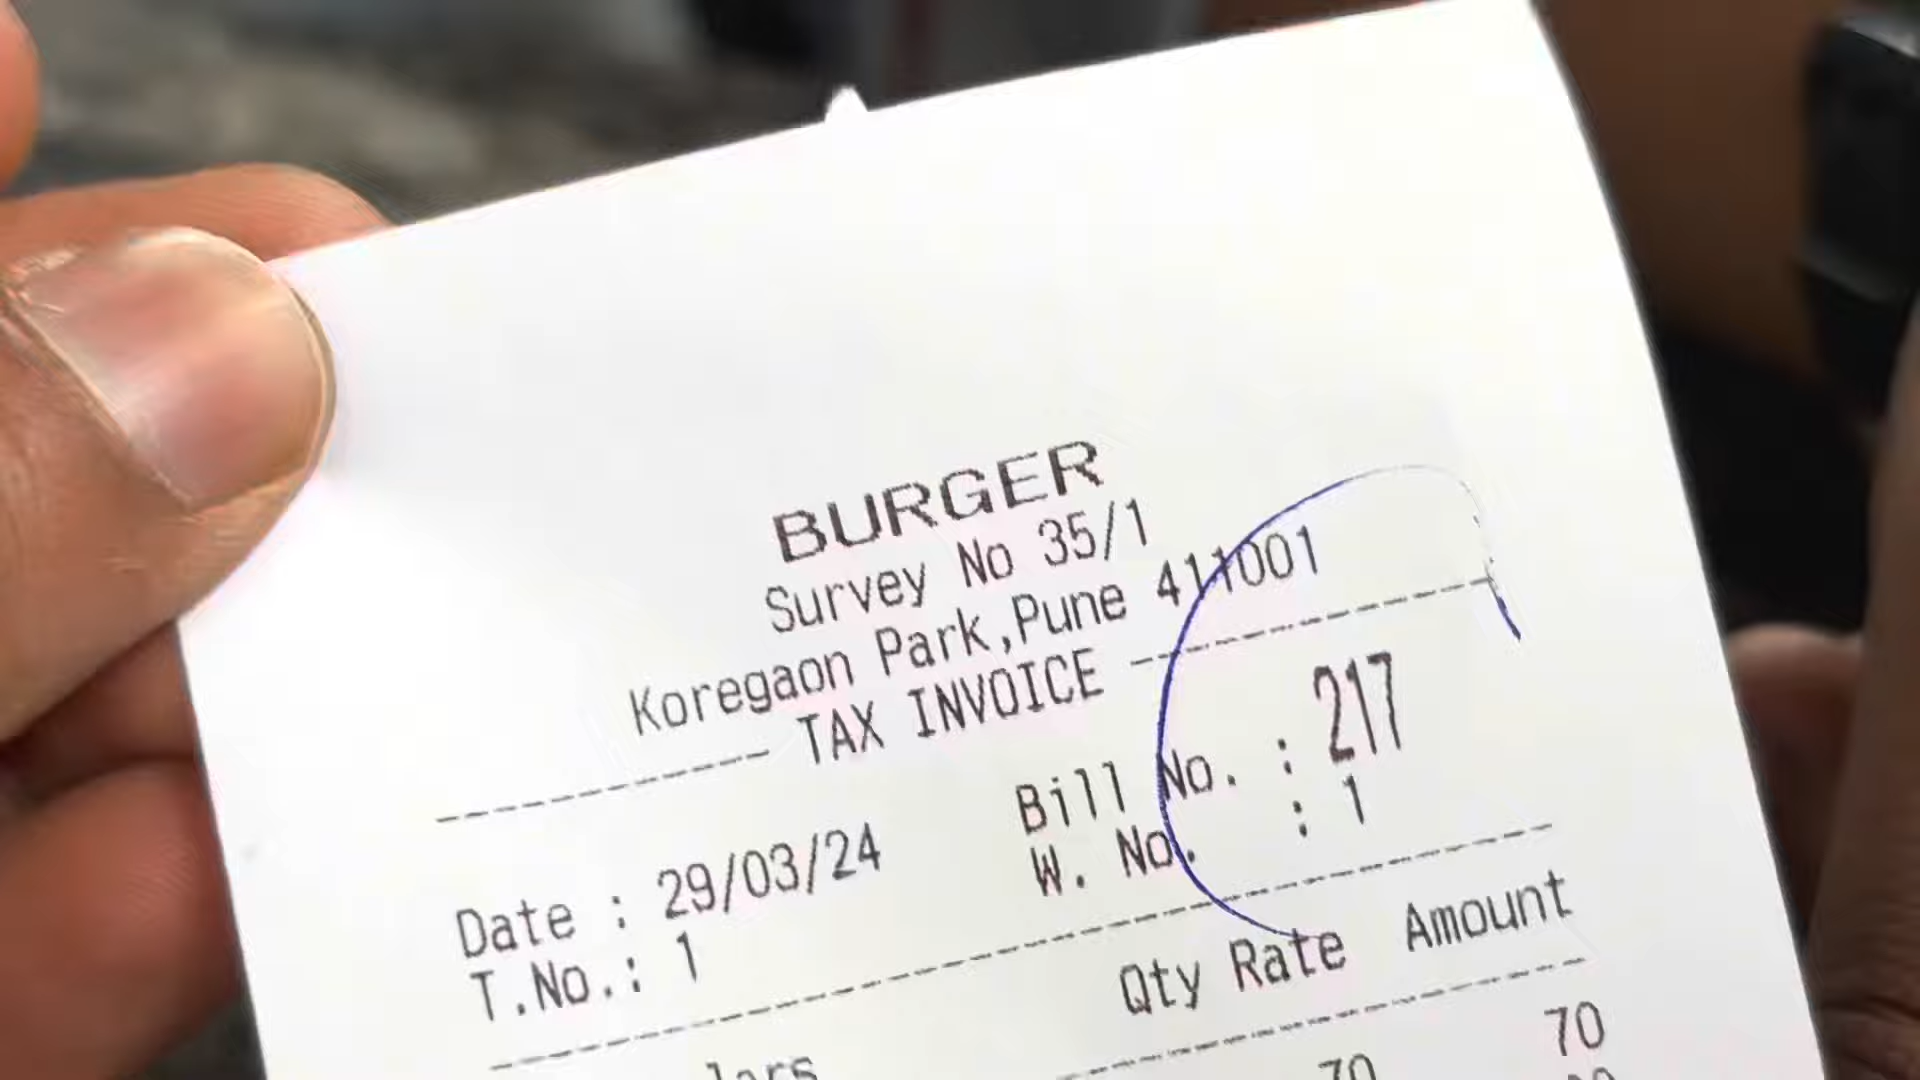 BURGER
Survey No 35/1
Koregaon Park,Pune 411001
TAX INVOICE
Bill No. : 217
Date : 29/03/24 W. No. : 1
T.No.: 1
Qty Rate Amount
70 70